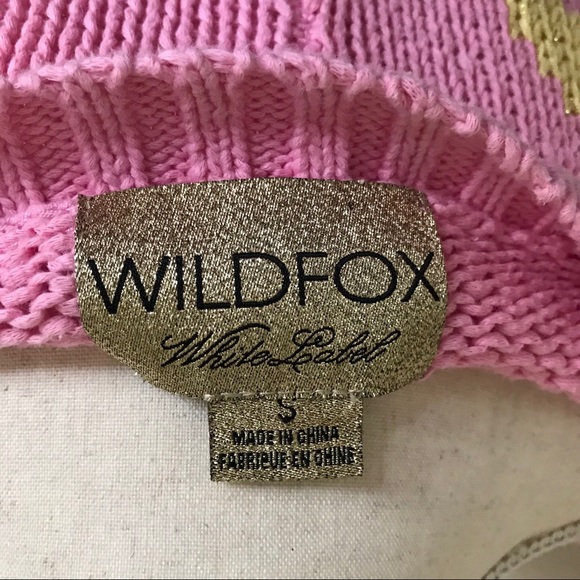 WILDFOX
White Label
S
MADE IN CHINA
FABRIQUE EN CHINE